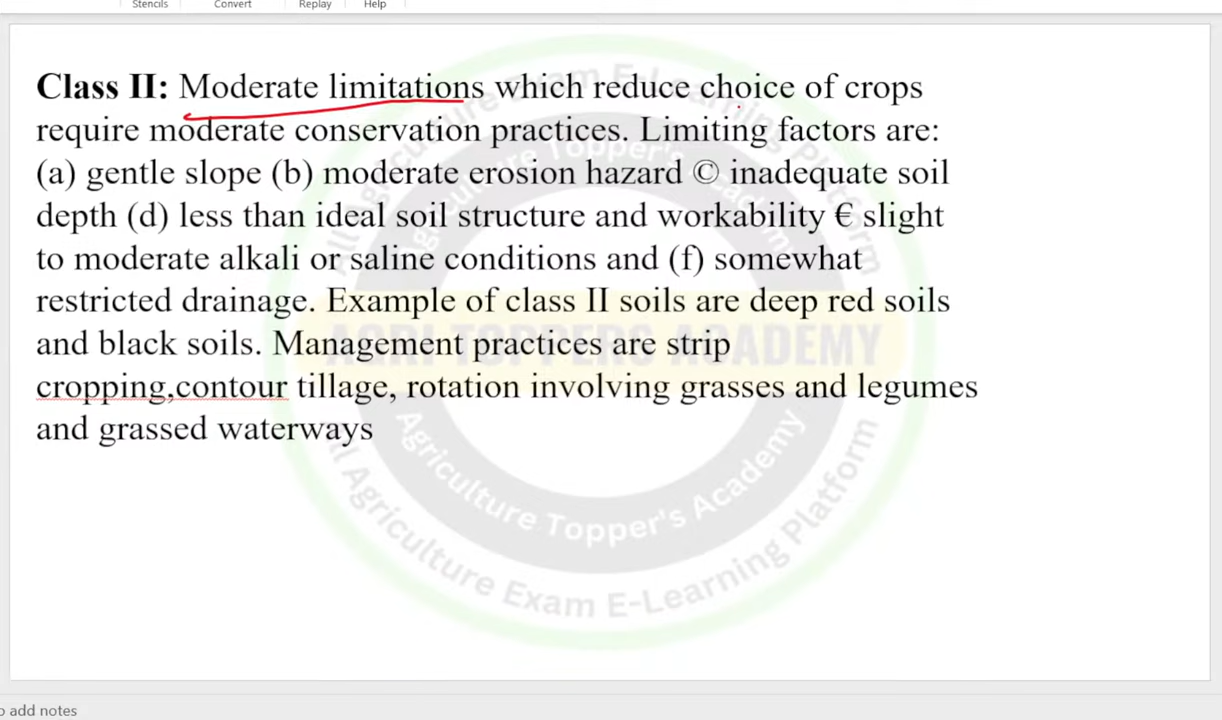 Stencils Convert Replay Help
Class II: Moderate limitations which reduce choice of crops
require moderate conservation practices. Limiting factors are:
(a) gentle slope (b) moderate erosion hazard © inadequate soil
depth (d) less than ideal soil structure and workability € slight
to moderate alkali or saline conditions and (f) somewhat
restricted drainage. Example of class II soils are deep red soils
and black soils. Management practices are strip
cropping,contour tillage, rotation involving grasses and legumes
and grassed waterways
AGRI TOPPERS ACADEMY
Agriculture Topper's Academy
Agriculture Exam E-Learning Platform
o add notes